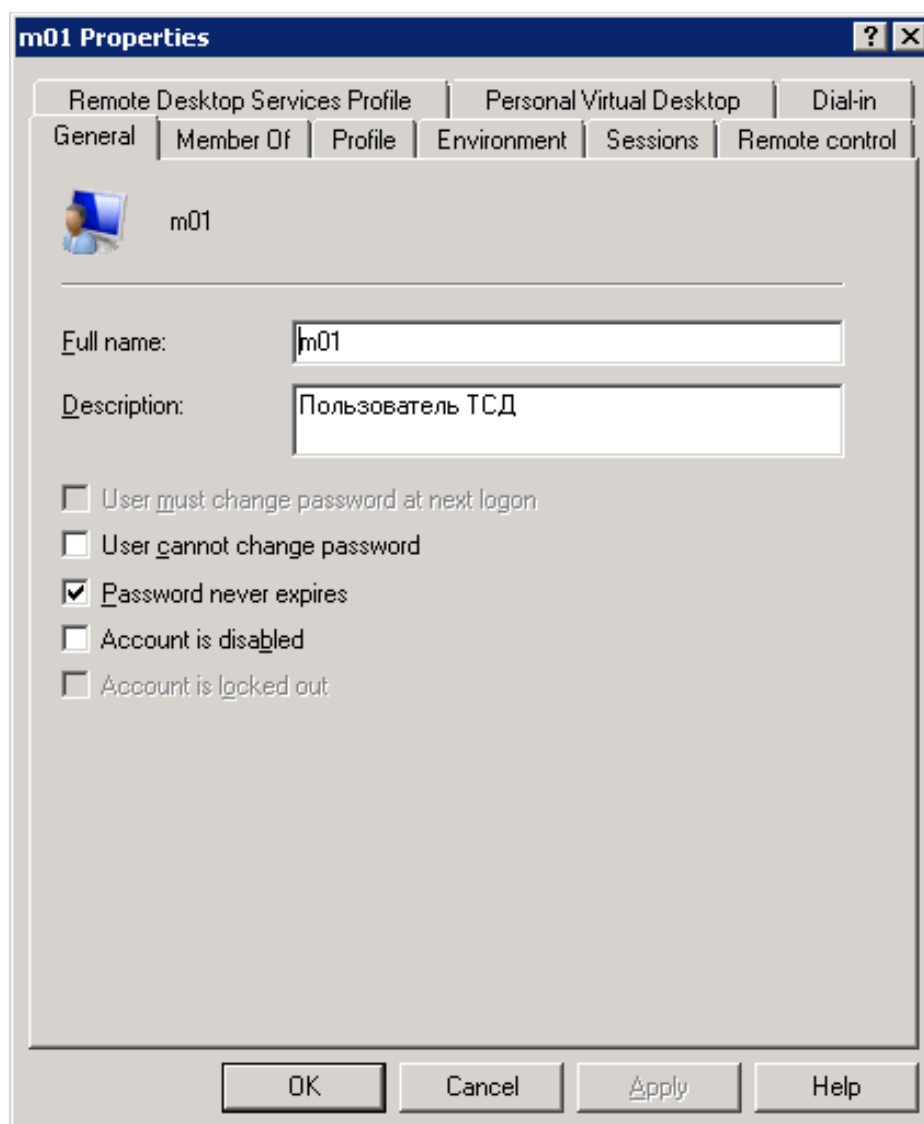 m01 Properties
Remote Desktop Services Profile Personal Virtual Desktop Dial-in
General Member Of Profile Environment Sessions Remote control
m01
Full name: m01
Description: Пользователь ТСД
User must change password at next logon
User cannot change password
Password never expires
Account is disabled
Account is locked out
OK Cancel Apply Help